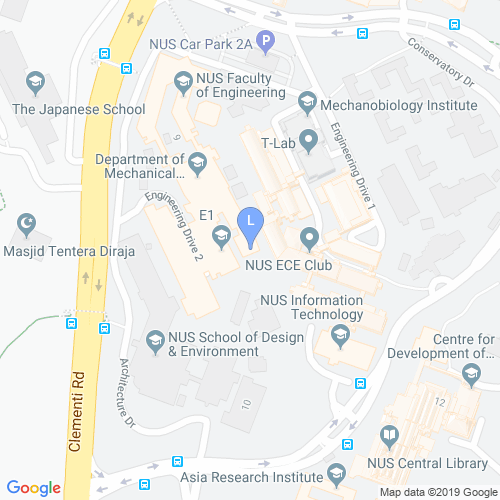 NUS Car Park 2A
P
Conservatory Dr
NUS Faculty
of Engineering
The Japanese School
Mechanobiology Institute
T-Lab
9
Engineering Drive 1
Department of
Mechanical...
Engineering Drive 2
E1
L
Masjid Tentera Diraja
NUS ECE Club
NUS Information
Technology
NUS School of Design
& Environment
Centre for
Development of...
Architecture Dr
Clementi Rd
10
12
NUS Central Library
Asia Research Institute
Google
Map data ©2019 Google